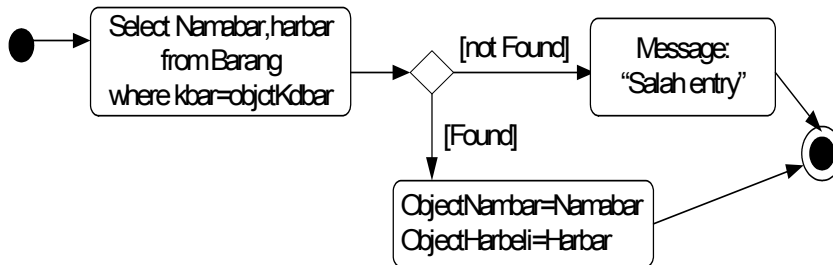 Select Namabar,harbar
from Barang
where kbar=objctKdbar
[not Found]
Message:
“Salah entry”
[Found]
ObjectNambar=Namabar
ObjectHarbeli=Harbar